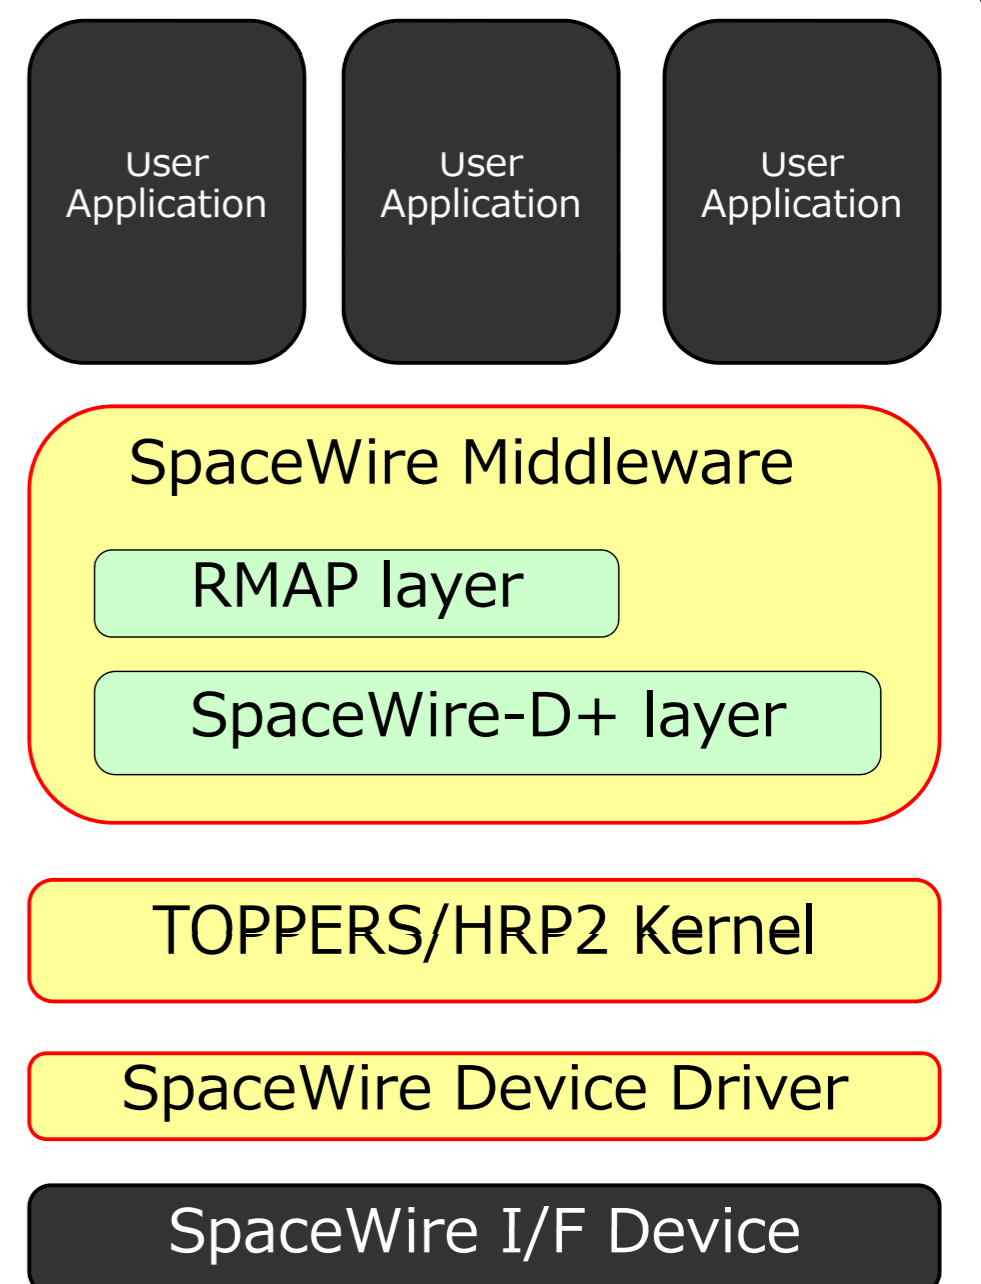 User
Application
User
Application
User
Application
SpaceWire Middleware
RMAP layer
SpaceWire-D+ layer
TOPPERS/HRP2 Kernel
SpaceWire Device Driver
SpaceWire I/F Device